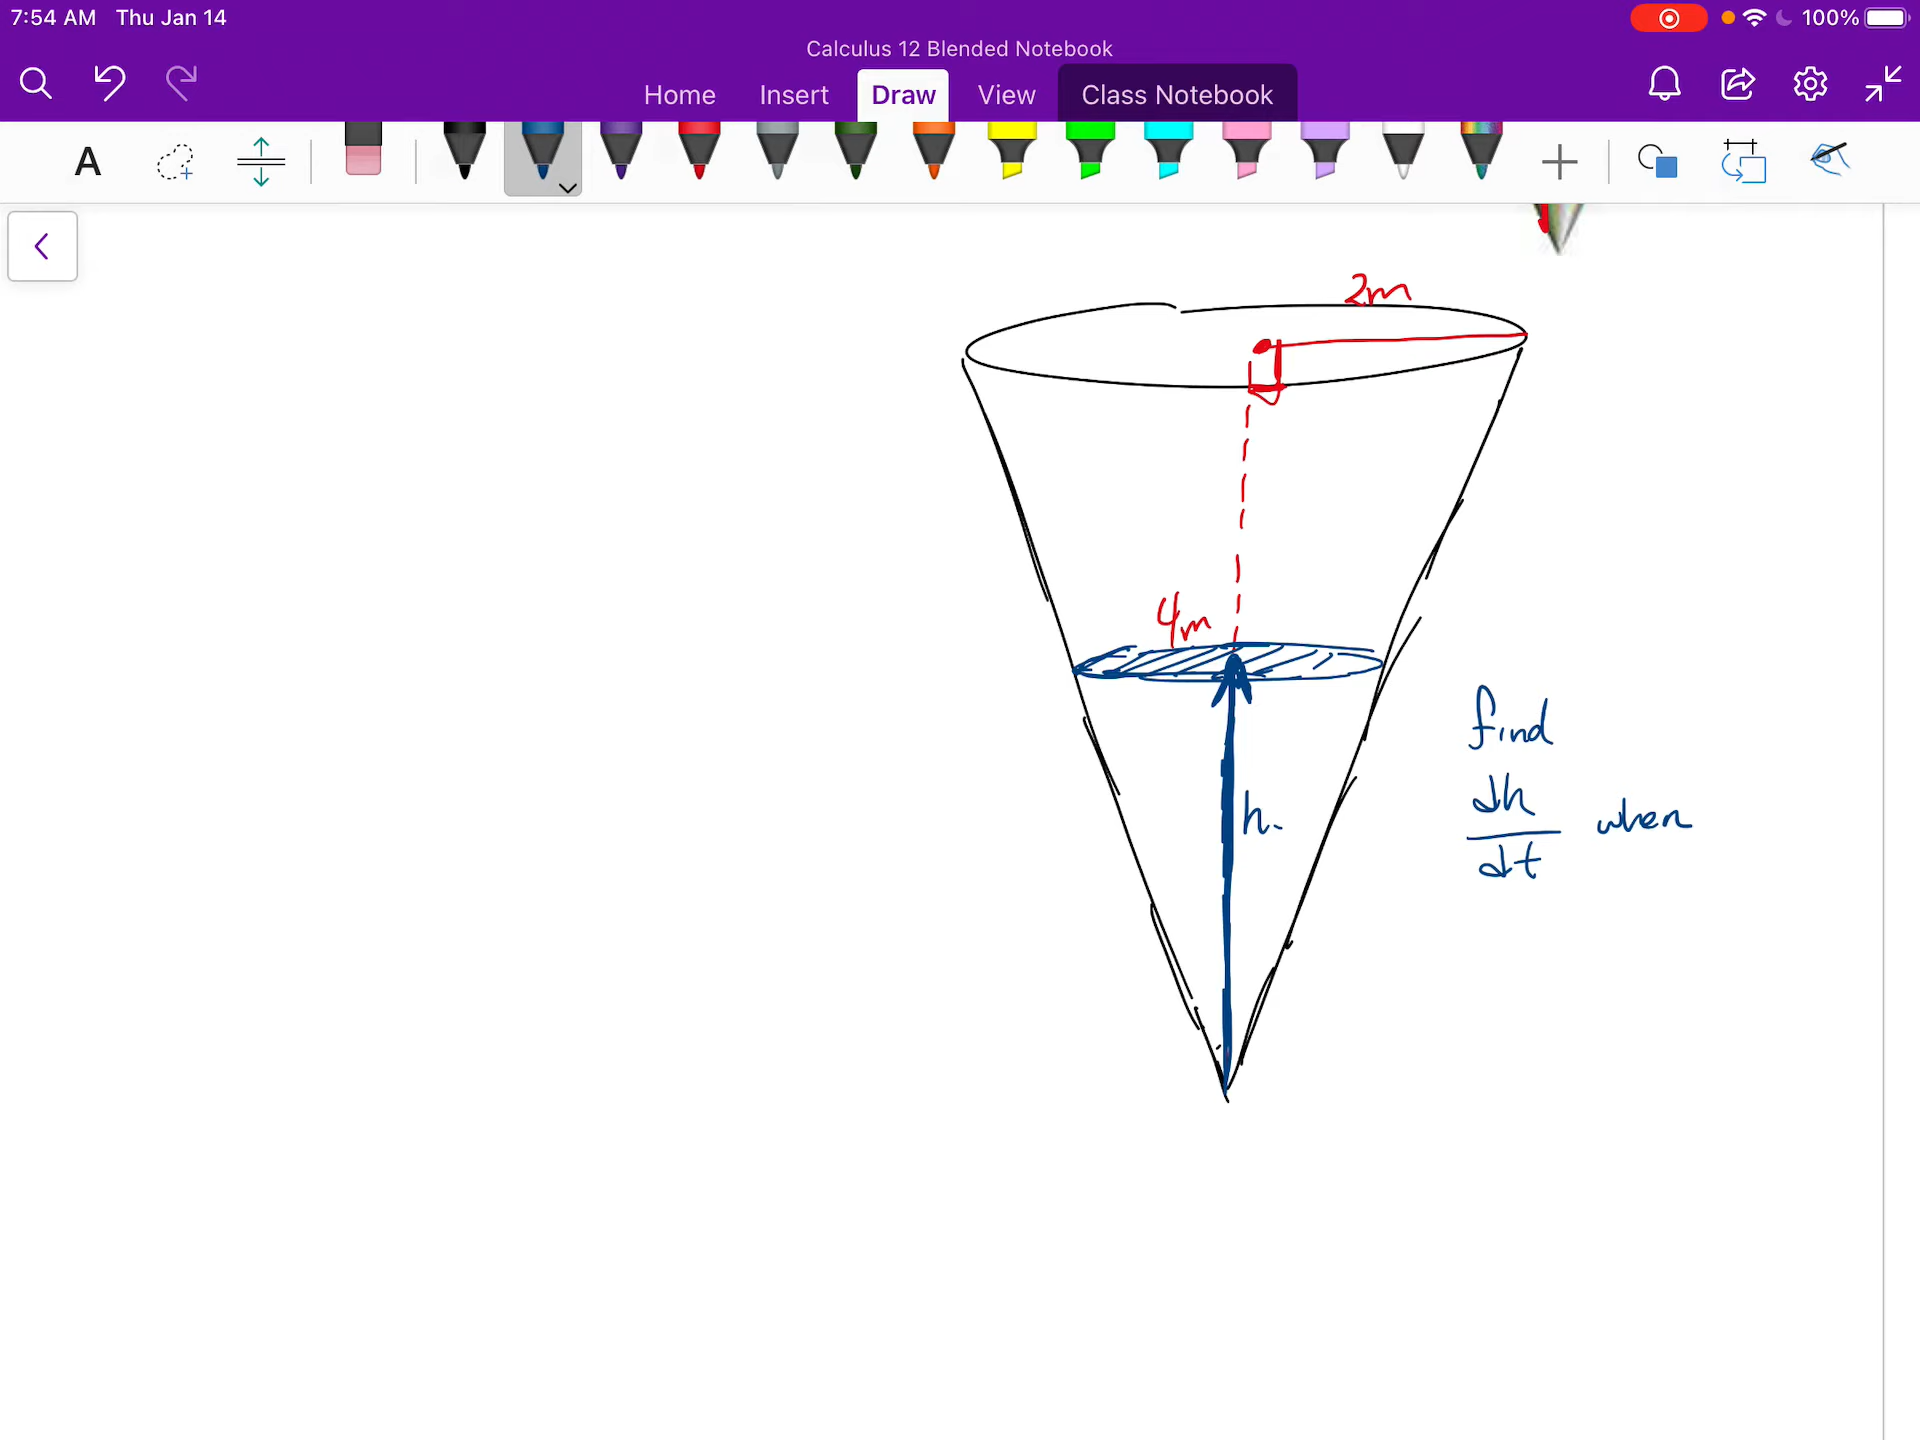 7:54 AM Thu Jan 14
100%
Calculus 12 Blended Notebook
Home Insert Draw View Class Notebook
A
2m
4m
h.
find
dh
when
dt